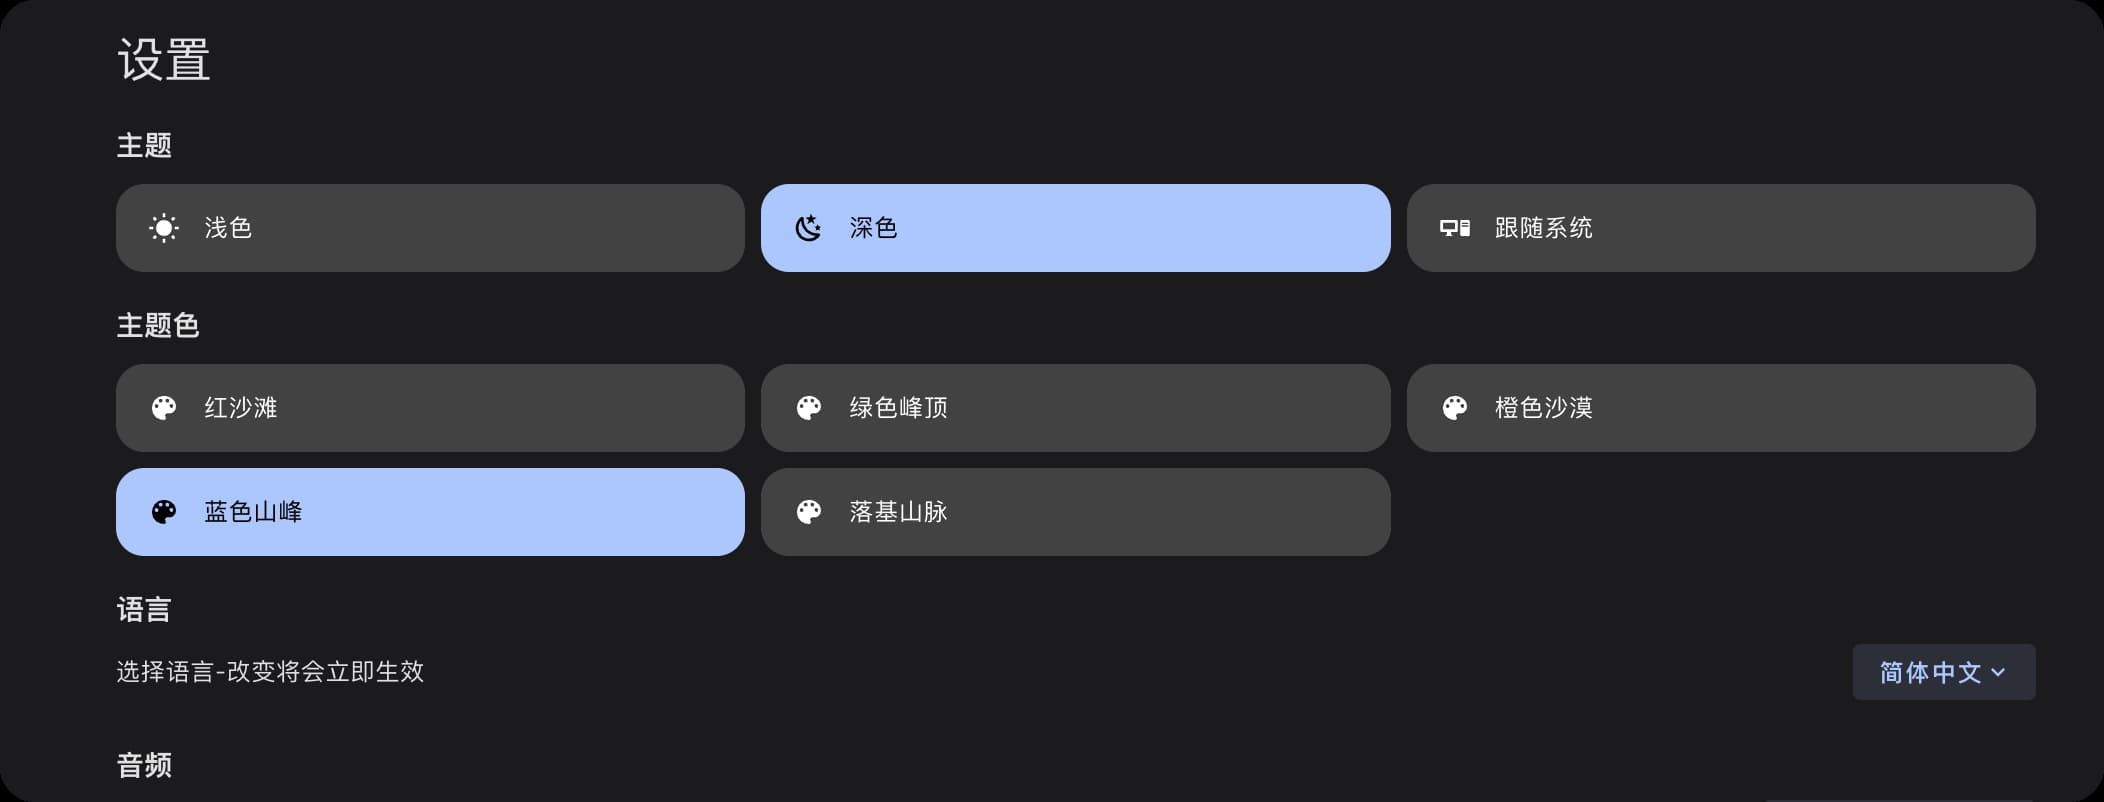 设置
主题
浅色
深色
跟随系统
主题色
红沙滩
绿色峰顶
橙色沙漠
蓝色山峰
落基山脉
语言
选择语言-改变将会立即生效
简体中文
音频